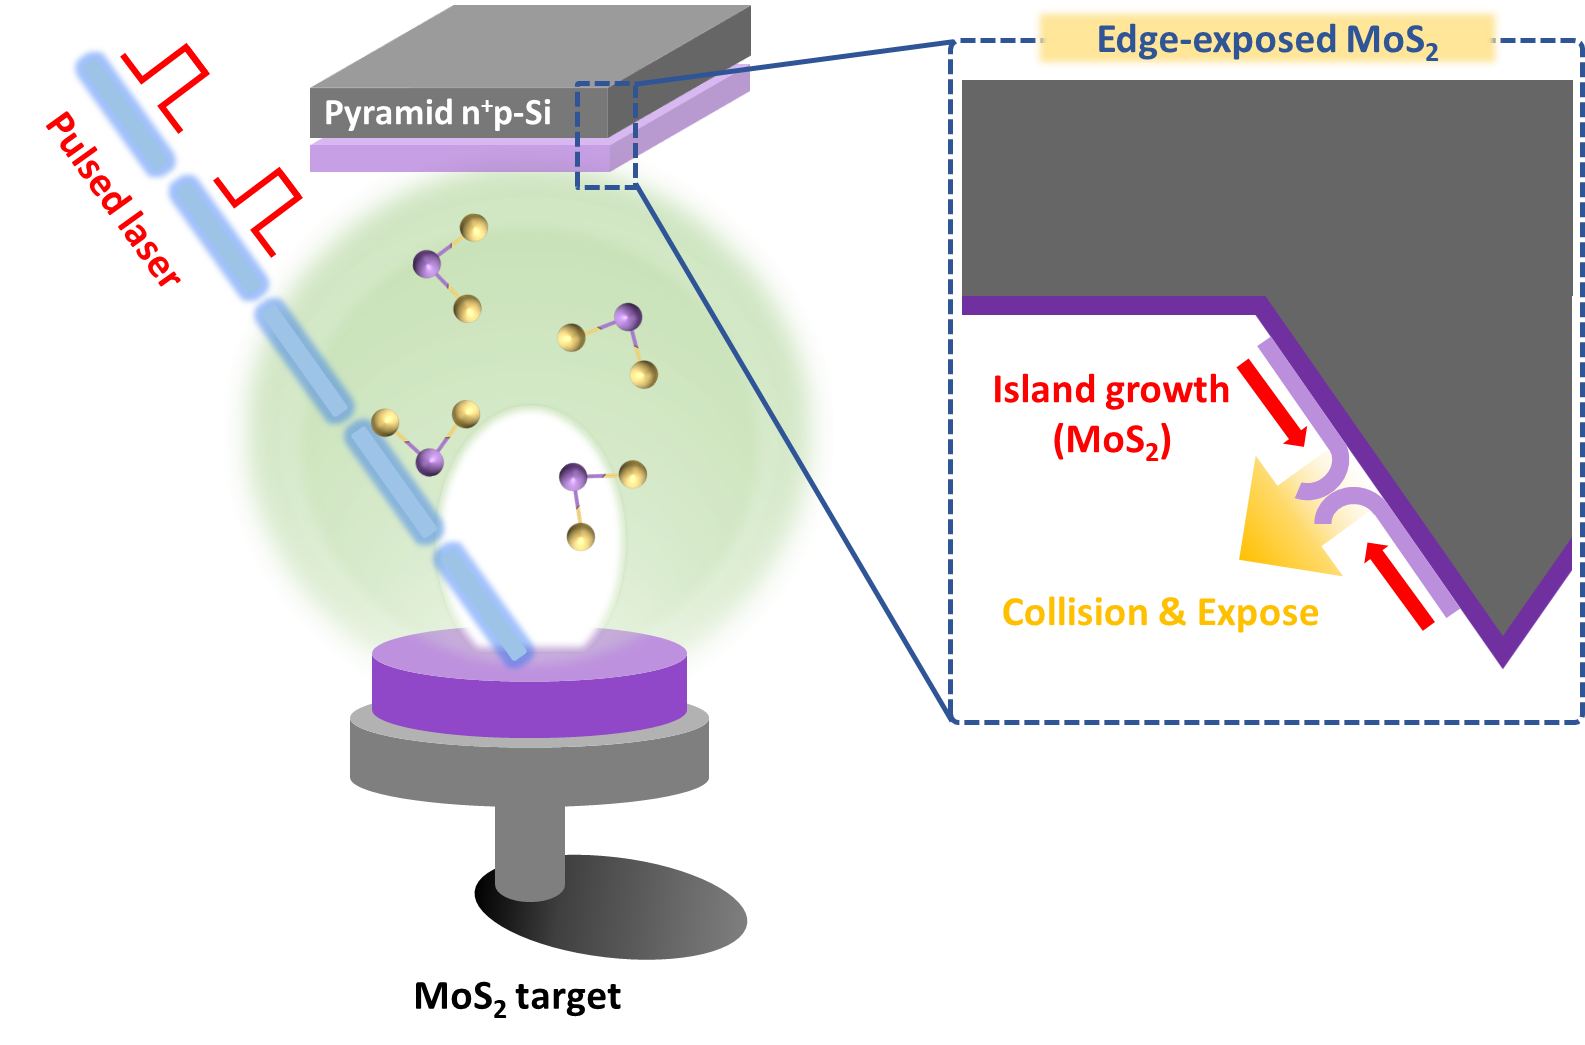 Pulsed laser
Pyramid n⁺p-Si
MoS₂ target
Edge-exposed MoS₂
Island growth
(MoS₂)
Collision & Expose